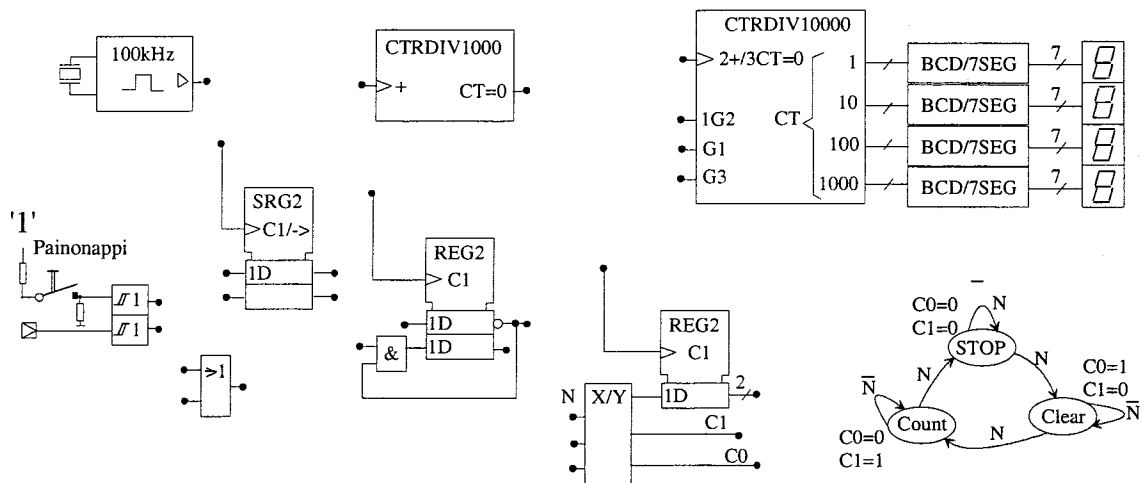 100kHz
CTRDIV1000
+
CT=0
CTRDIV10000
2+/3CT=0
1G2
G1
G3
CT
1
10
100
1000
BCD/7SEG
7
BCD/7SEG
7
BCD/7SEG
7
BCD/7SEG
7
'1'
Painonappi
1
1
≥1
SRG2
C1/->
1D
REG2
C1
1D
1D
&
REG2
C1
1D
2
N
X/Y
C1
C0
C0=0
C1=0
N
STOP
N
N
C0=1
C1=0
Clear
N̅
N
N̅
Count
C0=0
C1=1